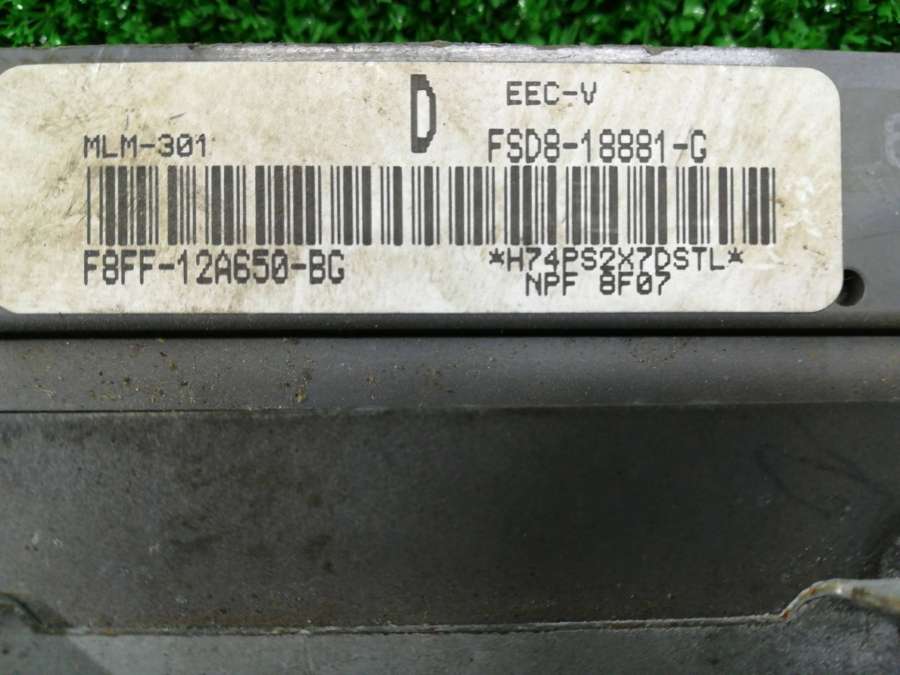 D
EEC-V
MLM-301
FSD8-18881-G
F8FF-12A650-BG
*H74PS2X7DSTL*
NPF 8F07